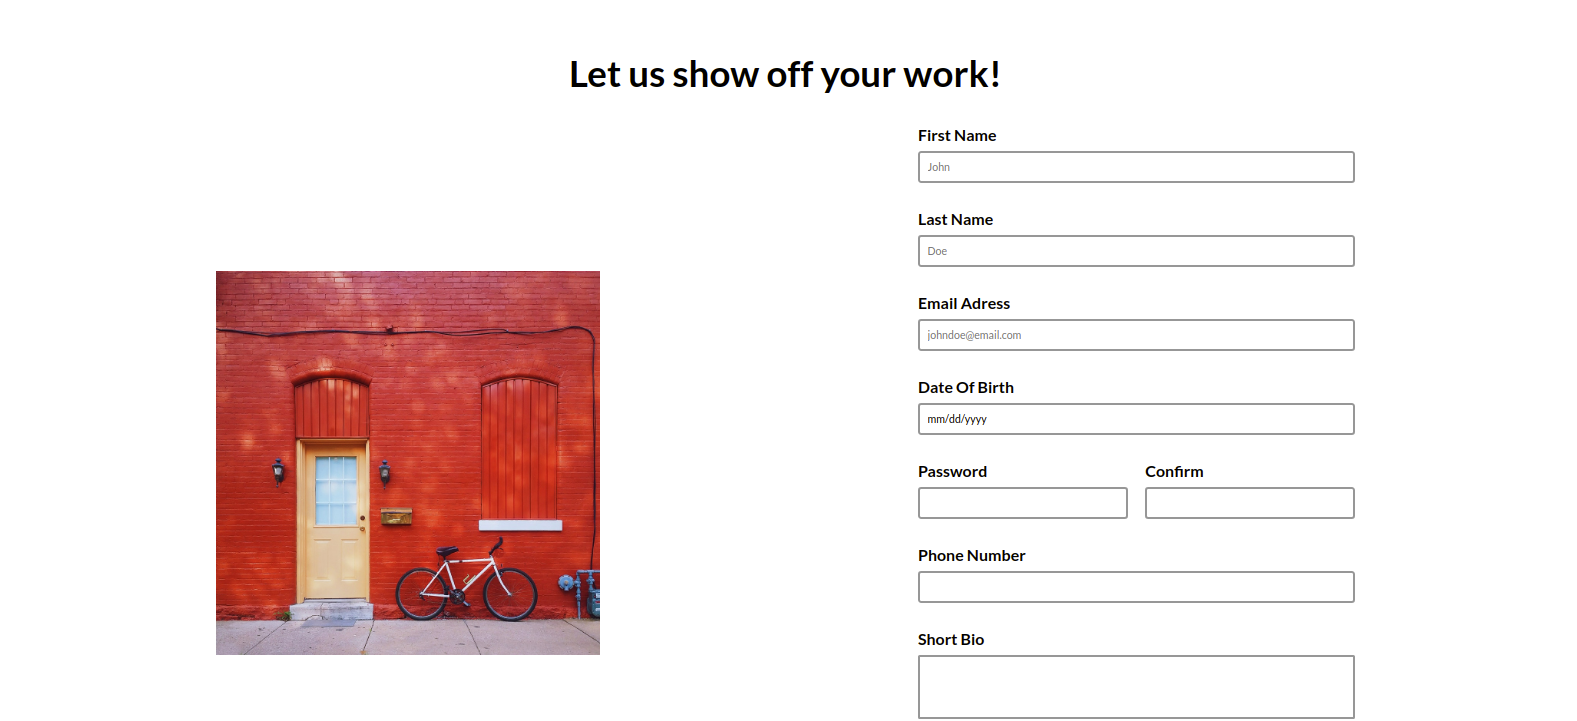 Let us show off your work!
First Name
John
Last Name
Doe
Email Adress
johndoe@email.com
Date Of Birth
mm/dd/yyyy
Password Confirm
Phone Number
Short Bio